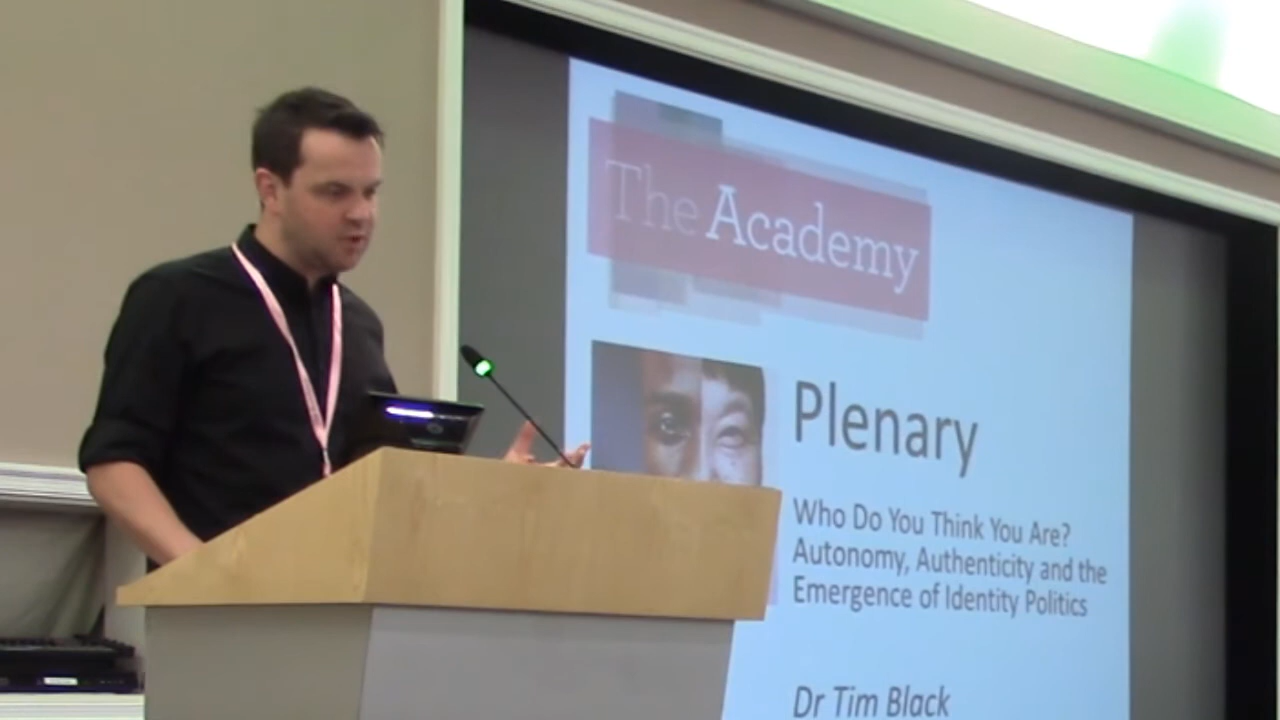 The Academy
Plenary
Who Do You Think You Are?
Autonomy, Authenticity and the
Emergence of Identity Politics
Dr Tim Black